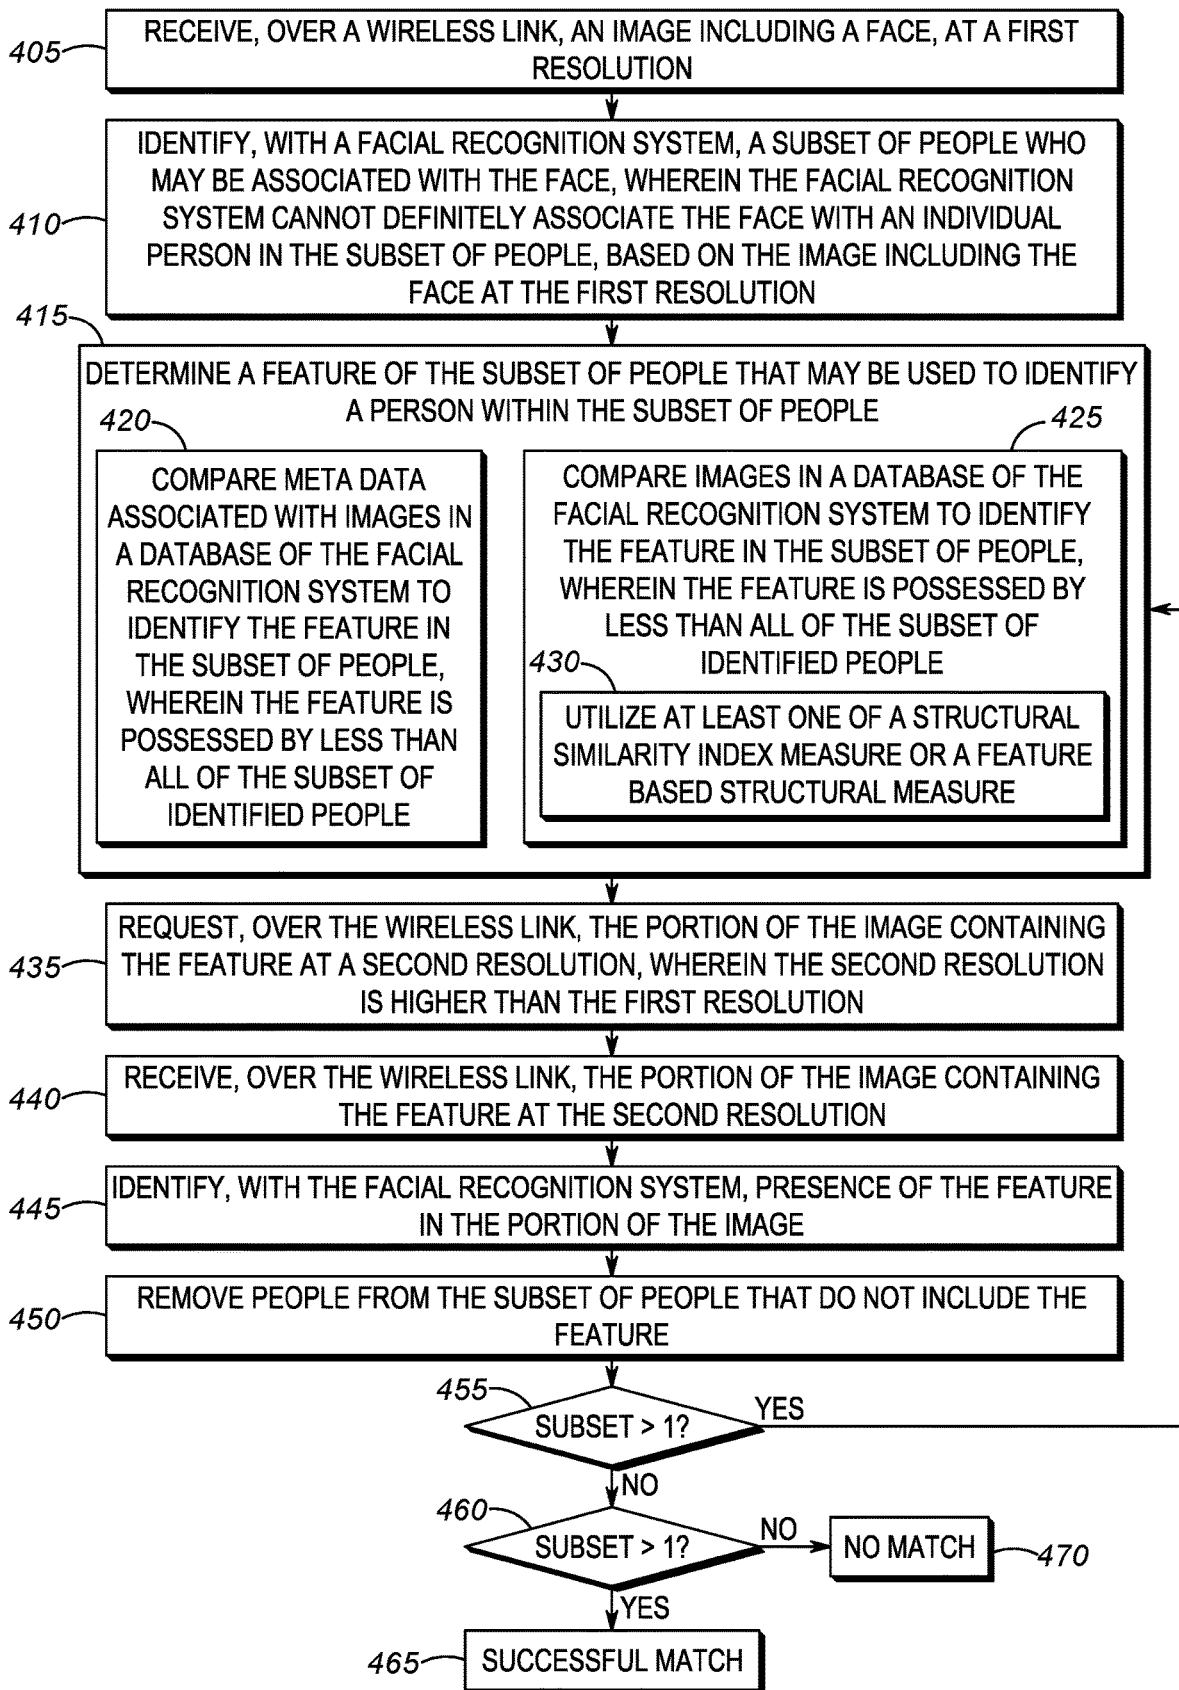 405
RECEIVE, OVER A WIRELESS LINK, AN IMAGE INCLUDING A FACE, AT A FIRST
RESOLUTION
410
IDENTIFY, WITH A FACIAL RECOGNITION SYSTEM, A SUBSET OF PEOPLE WHO
MAY BE ASSOCIATED WITH THE FACE, WHEREIN THE FACIAL RECOGNITION
SYSTEM CANNOT DEFINITELY ASSOCIATE THE FACE WITH AN INDIVIDUAL
PERSON IN THE SUBSET OF PEOPLE, BASED ON THE IMAGE INCLUDING THE
FACE AT THE FIRST RESOLUTION
415
DETERMINE A FEATURE OF THE SUBSET OF PEOPLE THAT MAY BE USED TO IDENTIFY
A PERSON WITHIN THE SUBSET OF PEOPLE
420
COMPARE META DATA
ASSOCIATED WITH IMAGES IN
A DATABASE OF THE FACIAL
RECOGNITION SYSTEM TO
IDENTIFY THE FEATURE IN
THE SUBSET OF PEOPLE,
WHEREIN THE FEATURE IS
POSSESSED BY LESS THAN
ALL OF THE SUBSET OF
IDENTIFIED PEOPLE
425
COMPARE IMAGES IN A DATABASE OF THE
FACIAL RECOGNITION SYSTEM TO IDENTIFY
THE FEATURE IN THE SUBSET OF PEOPLE,
WHEREIN THE FEATURE IS POSSESSED BY
LESS THAN ALL OF THE SUBSET OF
IDENTIFIED PEOPLE
430
UTILIZE AT LEAST ONE OF A STRUCTURAL
SIMILARITY INDEX MEASURE OR A FEATURE
BASED STRUCTURAL MEASURE
435
REQUEST, OVER THE WIRELESS LINK, THE PORTION OF THE IMAGE CONTAINING
THE FEATURE AT A SECOND RESOLUTION, WHEREIN THE SECOND RESOLUTION
IS HIGHER THAN THE FIRST RESOLUTION
440
RECEIVE, OVER THE WIRELESS LINK, THE PORTION OF THE IMAGE CONTAINING
THE FEATURE AT THE SECOND RESOLUTION
445
IDENTIFY, WITH THE FACIAL RECOGNITION SYSTEM, PRESENCE OF THE FEATURE
IN THE PORTION OF THE IMAGE
450
REMOVE PEOPLE FROM THE SUBSET OF PEOPLE THAT DO NOT INCLUDE THE
FEATURE
455
SUBSET > 1?
YES
NO
460
SUBSET > 1?
NO
NO MATCH
470
YES
465
SUCCESSFUL MATCH